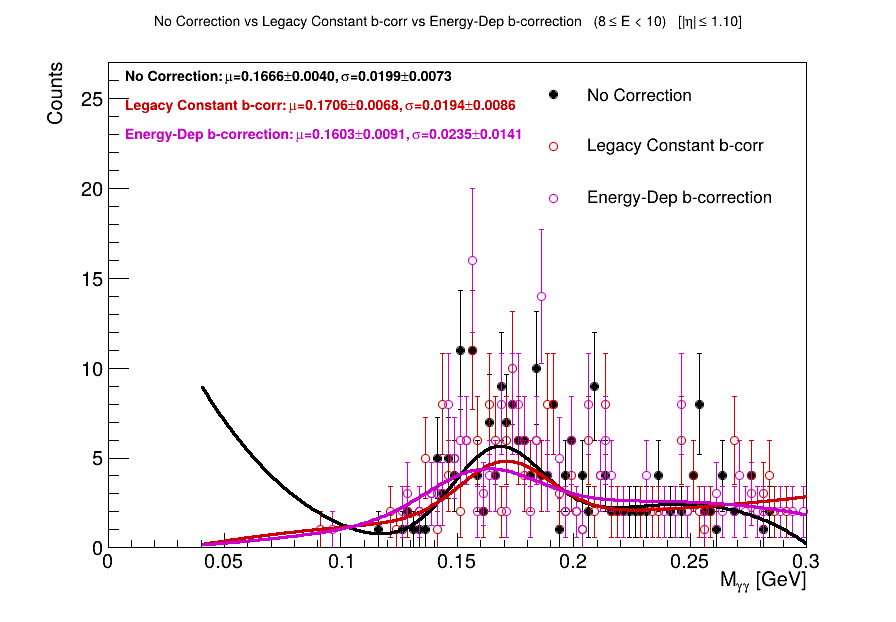 No Correction vs Legacy Constant b-corr vs Energy-Dep b-correction (8 ≤ E < 10) [|η| ≤ 1.10]
Counts
No Correction: μ=0.1666±0.0040, σ=0.0199±0.0073
Legacy Constant b-corr: μ=0.1706±0.0068, σ=0.0194±0.0086
Energy-Dep b-correction: μ=0.1603±0.0091, σ=0.0235±0.0141
No Correction
Legacy Constant b-corr
Energy-Dep b-correction
25
20
15
10
5
0
0 0.05 0.1 0.15 0.2 0.25 0.3
Mγγ [GeV]